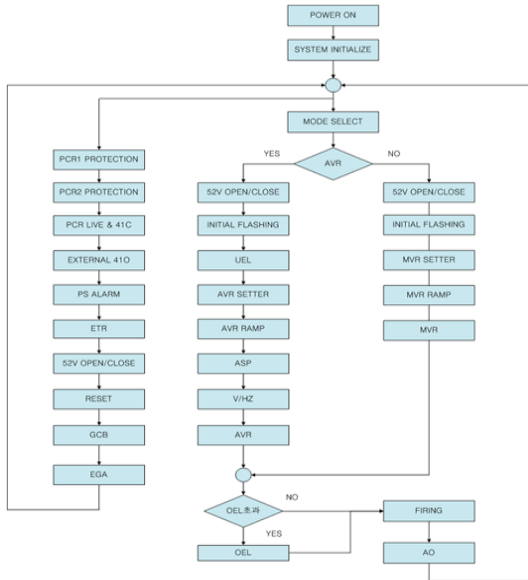 POWER ON
SYSTEM INITIALIZE
MODE SELECT
AVR
YES
NO
PCR1 PROTECTION
PCR2 PROTECTION
PCR LIVE & 41C
EXTERNAL 41O
PS ALARM
ETR
52V OPEN/CLOSE
RESET
GCB
EGA
52V OPEN/CLOSE
INITIAL FLASHING
UEL
AVR SETTER
AVR RAMP
ASP
V/HZ
AVR
52V OPEN/CLOSE
INITIAL FLASHING
MVR SETTER
MVR RAMP
MVR
OEL초과
NO
YES
OEL
FIRING
AO